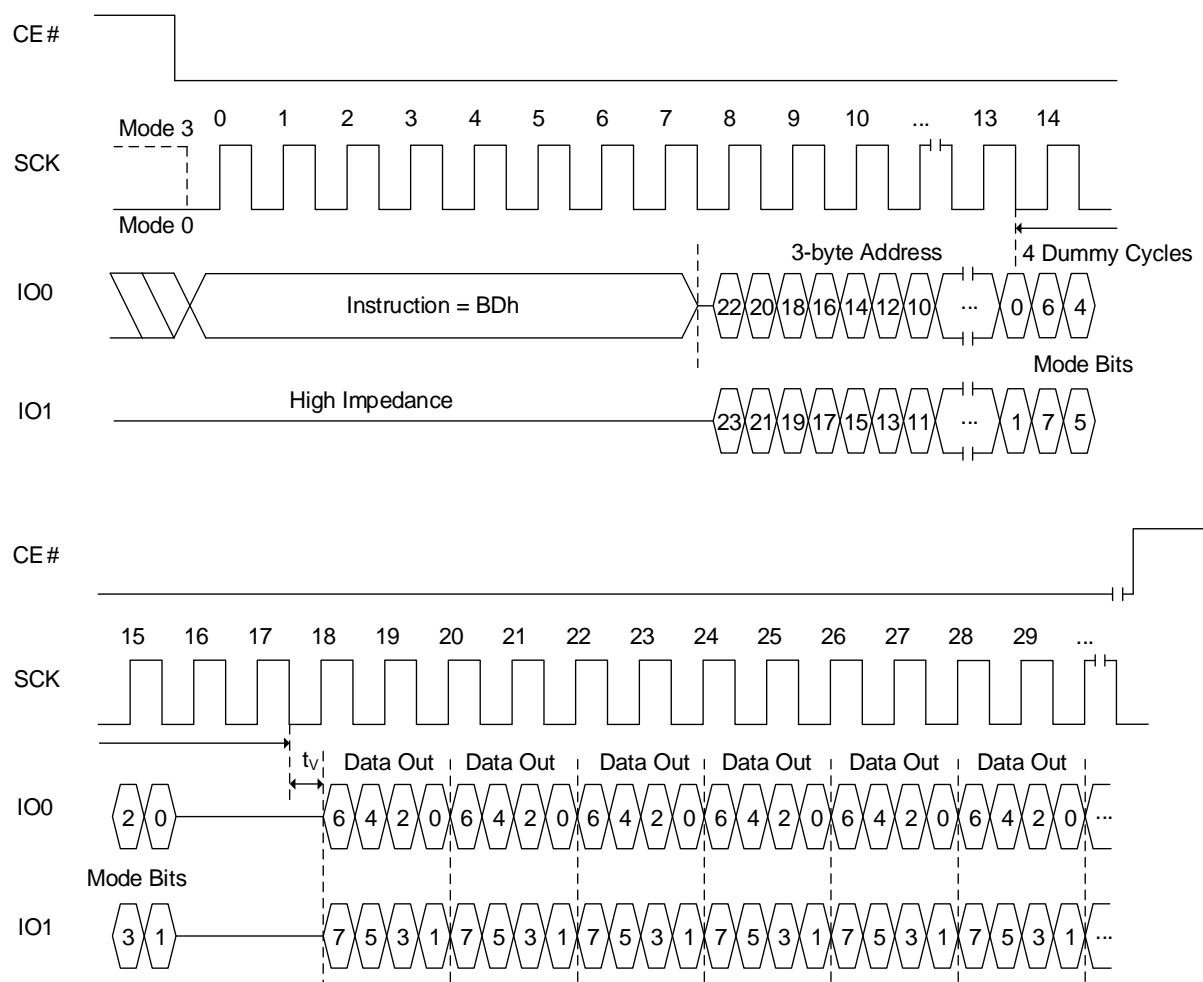 CE#
Mode 3
0 1 2 3 4 5 6 7 8 9 10 ... 13 14
SCK
Mode 0
3-byte Address
4 Dummy Cycles
IO0
Instruction = BDh
22 20 18 16 14 12 10 ... 0 6 4
Mode Bits
IO1
High Impedance
23 21 19 17 15 13 11 ... 1 7 5
CE#
15 16 17 18 19 20 21 22 23 24 25 26 27 28 29 ...
SCK
tV
Data Out Data Out Data Out Data Out Data Out Data Out
IO0
2 0 6 4 2 0 6 4 2 0 6 4 2 0 6 4 2 0 6 4 2 0 6 4 2 0 ...
Mode Bits
IO1
3 1 7 5 3 1 7 5 3 1 7 5 3 1 7 5 3 1 7 5 3 1 7 5 3 1 ...